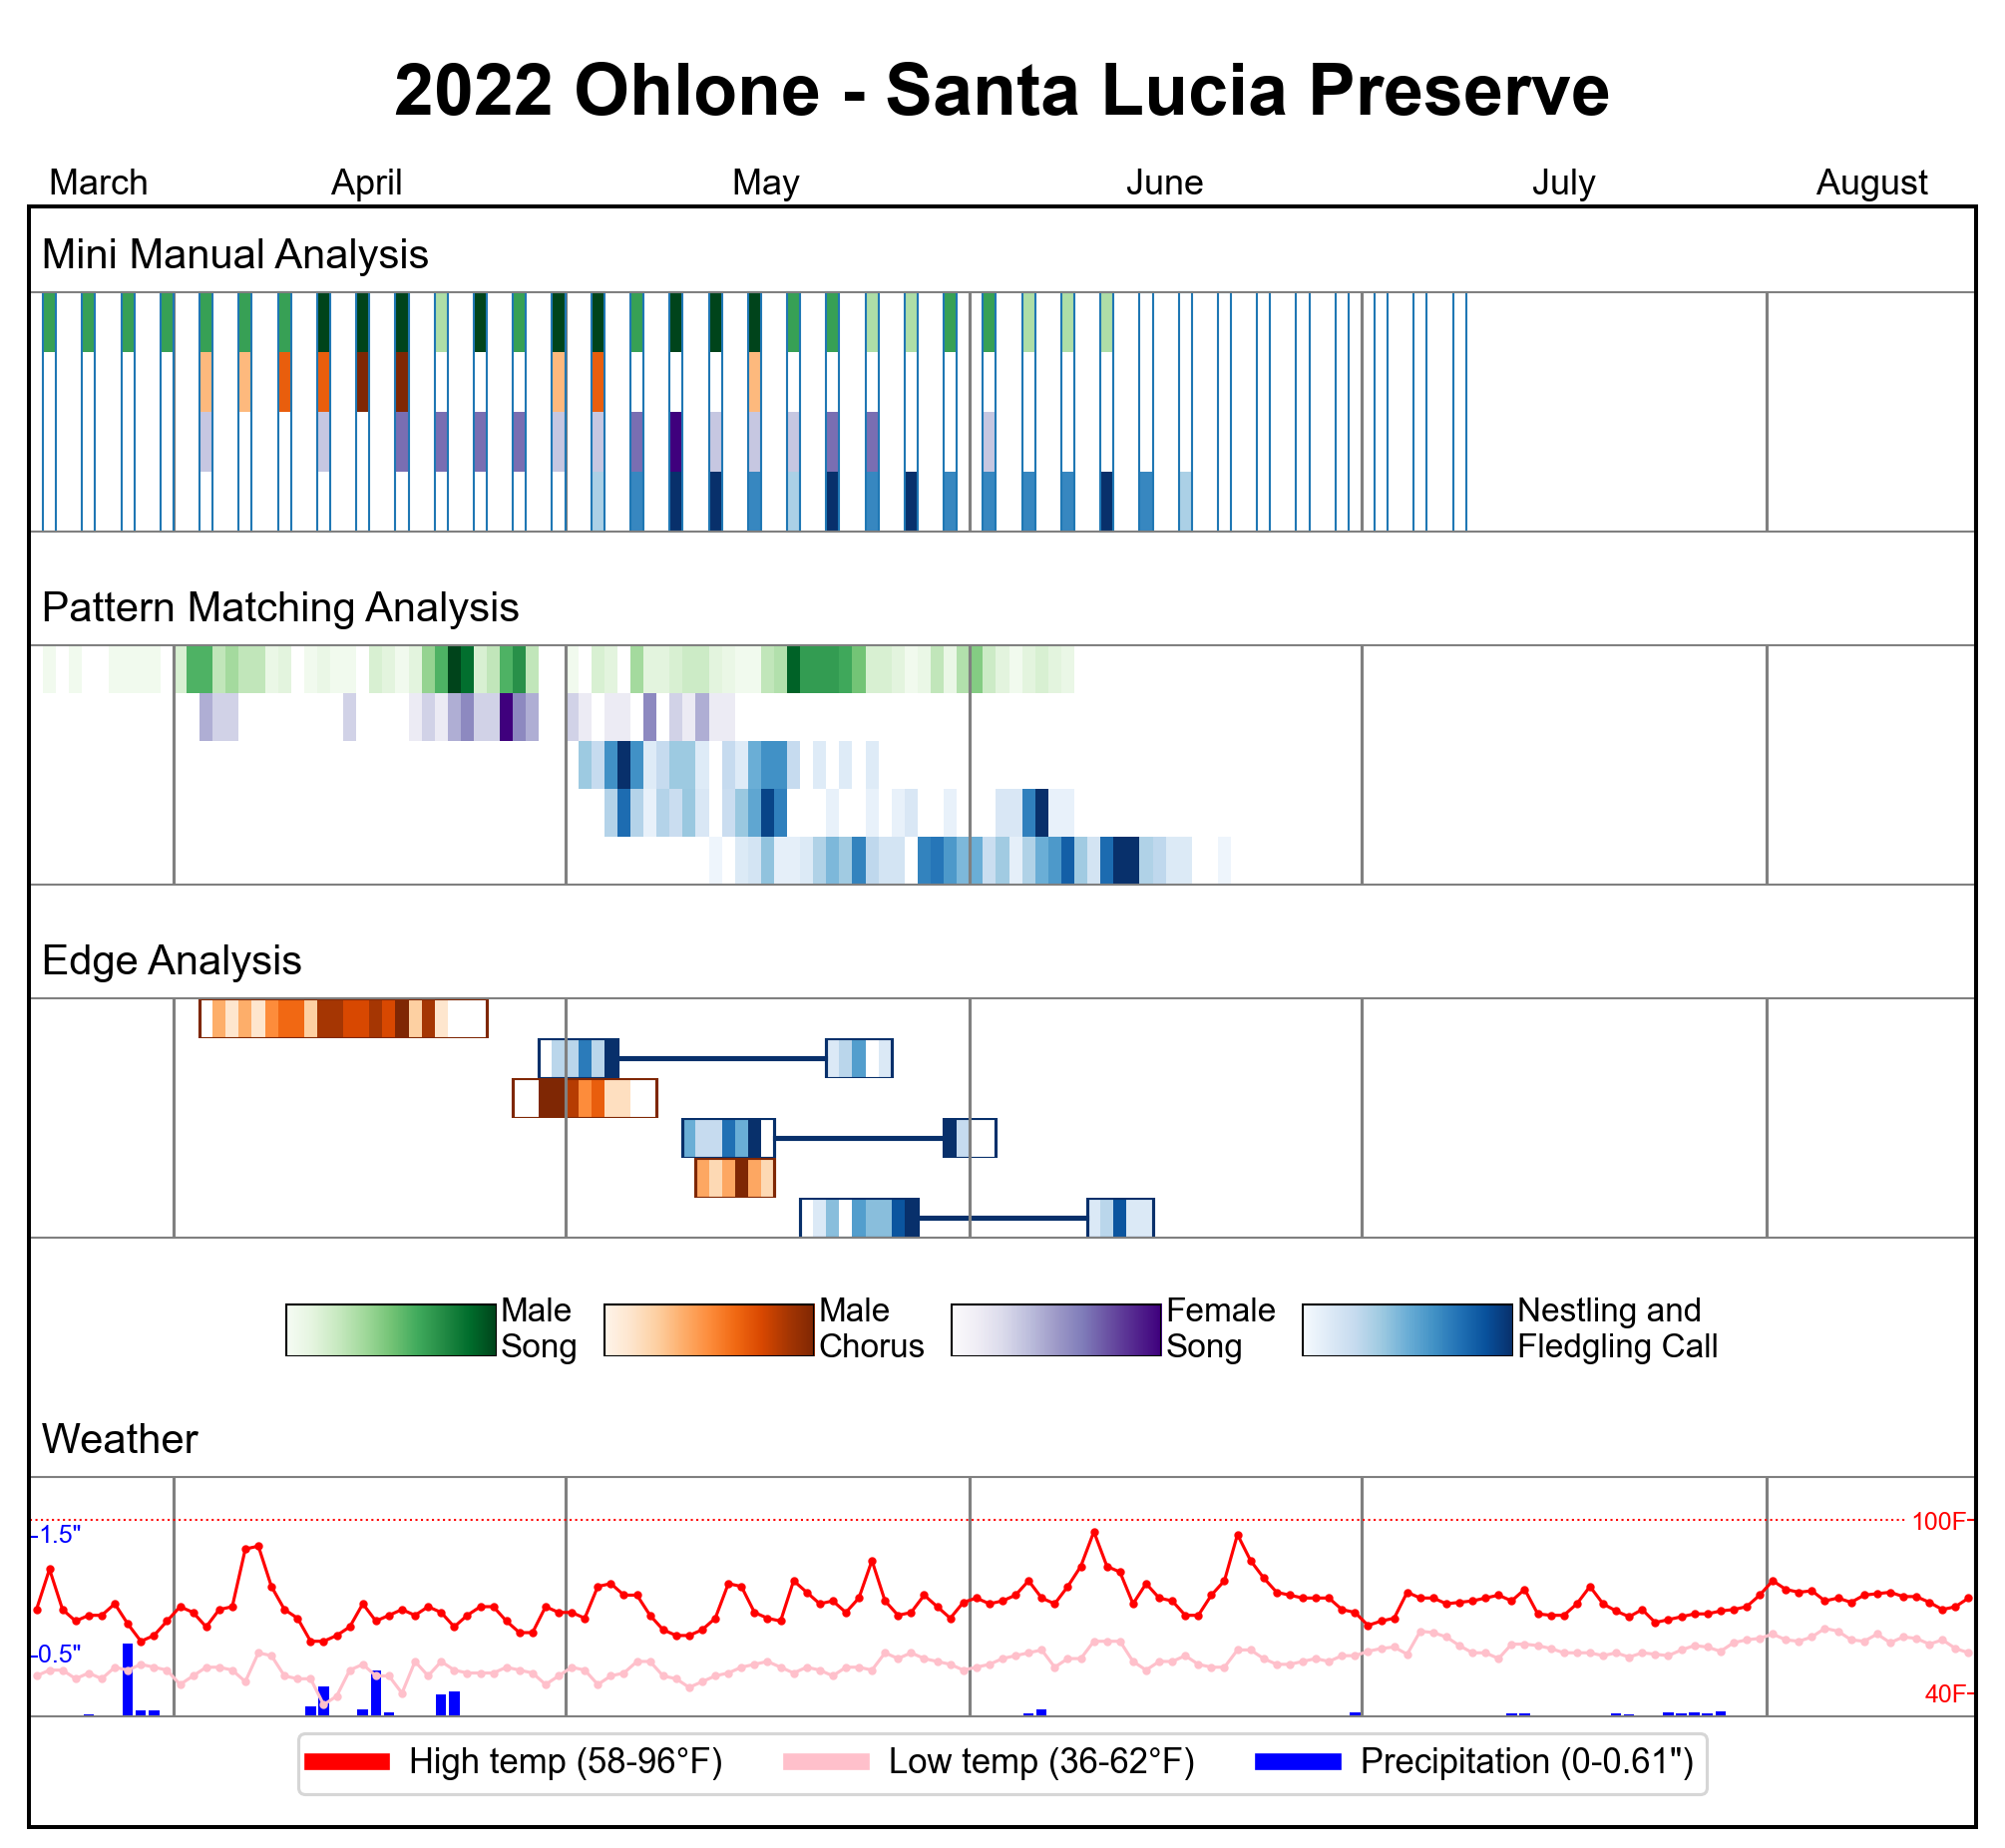 2022 Ohlone - Santa Lucia Preserve
March April May June July August
Mini Manual Analysis
Pattern Matching Analysis
Edge Analysis
Male
Song
Male
Chorus
Female
Song
Nestling and
Fledgling Call
Weather
1.5"
100F
0.5"
40F
High temp (58-96°F) Low temp (36-62°F) Precipitation (0-0.61")